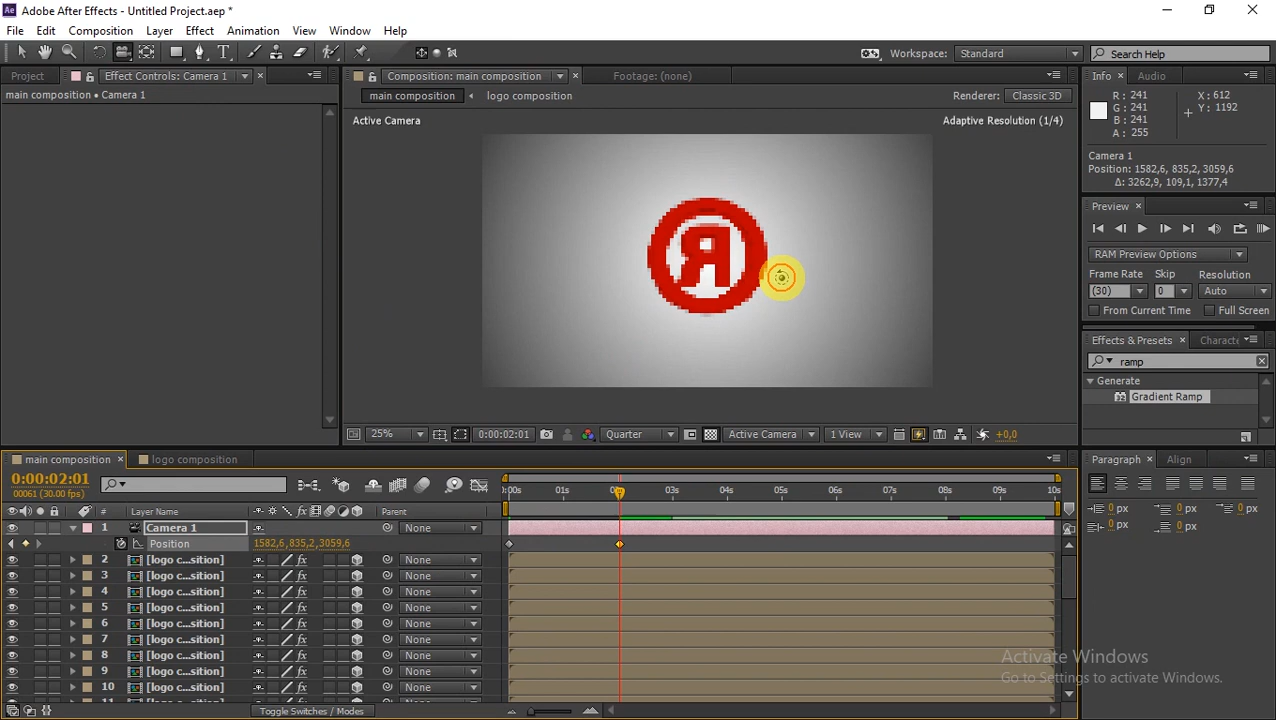 Adobe After Effects - Untitled Project.aep *
File Edit Composition Layer Effect Animation View Window Help
Workspace: Standard
Search Help
Project Effect Controls: Camera 1
Composition: main composition
Footage: (none)
Info Audio
main composition • Camera 1
main composition logo composition
Renderer: Classic 3D
R: 241 X: 612
G: 241 Y: 1192
B: 241
A: 255
Active Camera
Adaptive Resolution (1/4)
Camera 1
Position: 1582,6, 835,2, 3059,6
Δ: 3262,9, 109,1, 1377,4
Preview
RAM Preview Options
Frame Rate Skip Resolution
(30) 0 Auto
From Current Time Full Screen
Effects & Presets Characte
ramp
Generate
Gradient Ramp
25% 0:00:02:01 Quarter Active Camera 1 View +0,0
main composition logo composition
Paragraph Align
0:00:02:01
00061 (30.00 fps)
:00s 01s 03s 04s 05s 06s 07s 08s 09s 10s
# Layer Name Parent
0 px 0 px 0 px
0 px 0 px
1 Camera 1 None
Position 1582,6,835,2,3059,6
2 [logo c...sition] None
3 [logo c...sition] None
4 [logo c...sition] None
5 [logo c...sition] None
6 [logo c...sition] None
7 [logo c...sition] None
8 [logo c...sition] None
9 [logo c...sition] None
10 [logo c...sition] None
Toggle Switches / Modes
Activate Windows
Go to Settings to activate Windows.